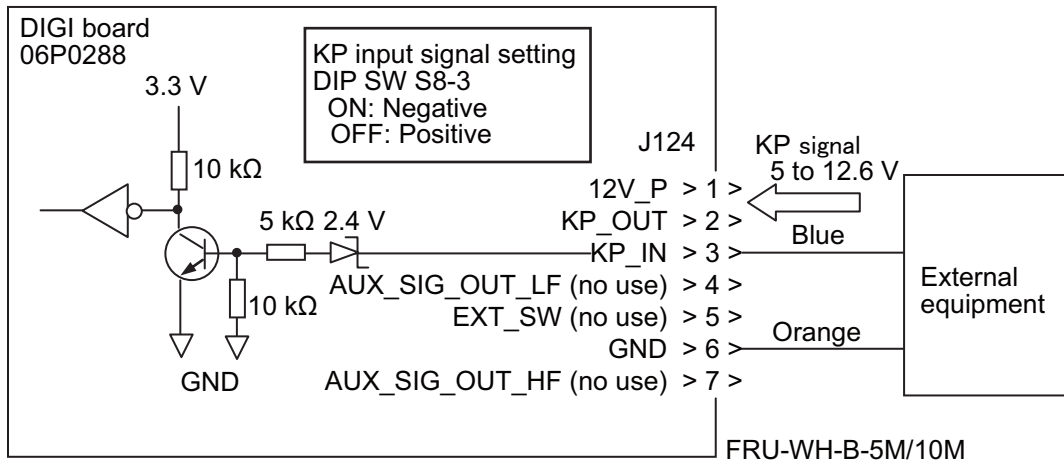 DIGI board
06P0288
KP input signal setting
DIP SW S8-3
ON: Negative
OFF: Positive
3.3 V
10 kΩ
5 kΩ 2.4 V
10 kΩ
GND
J124
12V_P > 1 >
KP_OUT > 2 >
KP_IN > 3 >
AUX_SIG_OUT_LF (no use) > 4 >
EXT_SW (no use) > 5 >
GND > 6 >
AUX_SIG_OUT_HF (no use) > 7 >
KP signal
5 to 12.6 V
Blue
Orange
External
equipment
FRU-WH-B-5M/10M